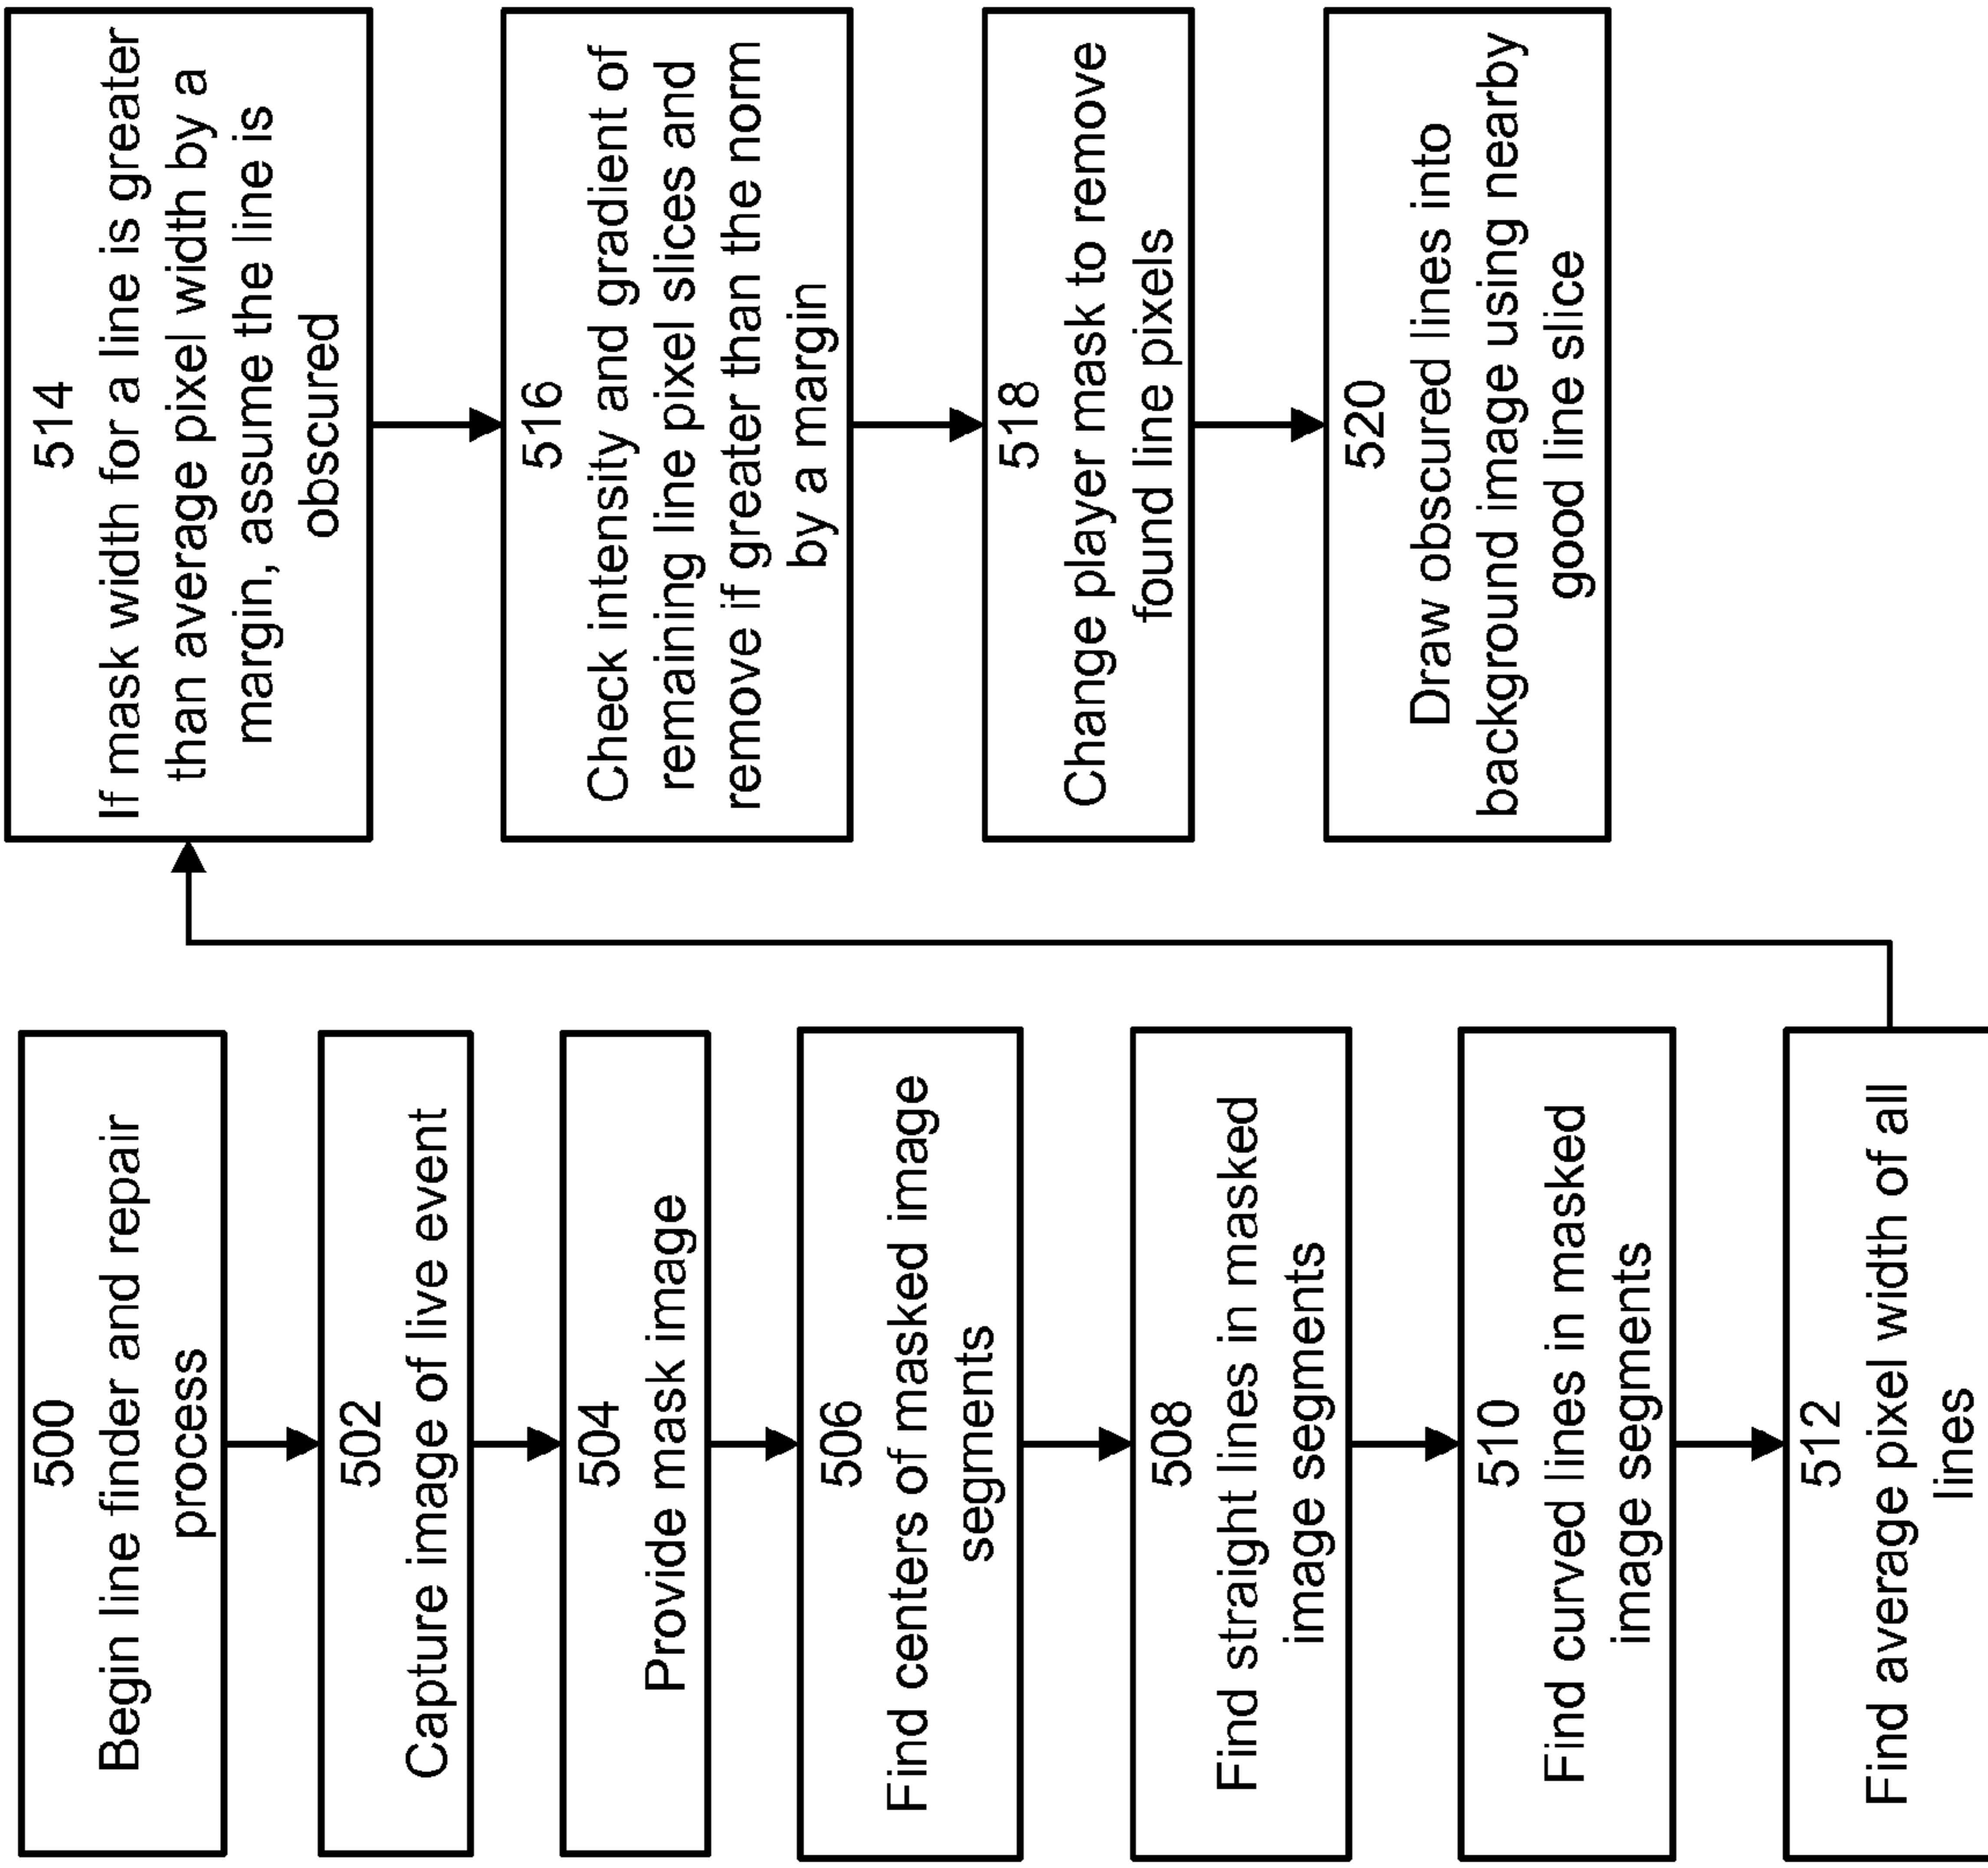 500
Begin line finder and repair
process
502
Capture image of live event
504
Provide mask image
506
Find centers of masked image
segments
508
Find straight lines in masked
image segments
510
Find curved lines in masked
image segments
512
Find average pixel width of all
lines
514
If mask width for a line is greater
than average pixel width by a
margin, assume the line is
obscured
516
Check intensity and gradient of
remaining line pixel slices and
remove if greater than the norm
by a margin
518
Change player mask to remove
found line pixels
520
Draw obscured lines into
background image using nearby
good line slice